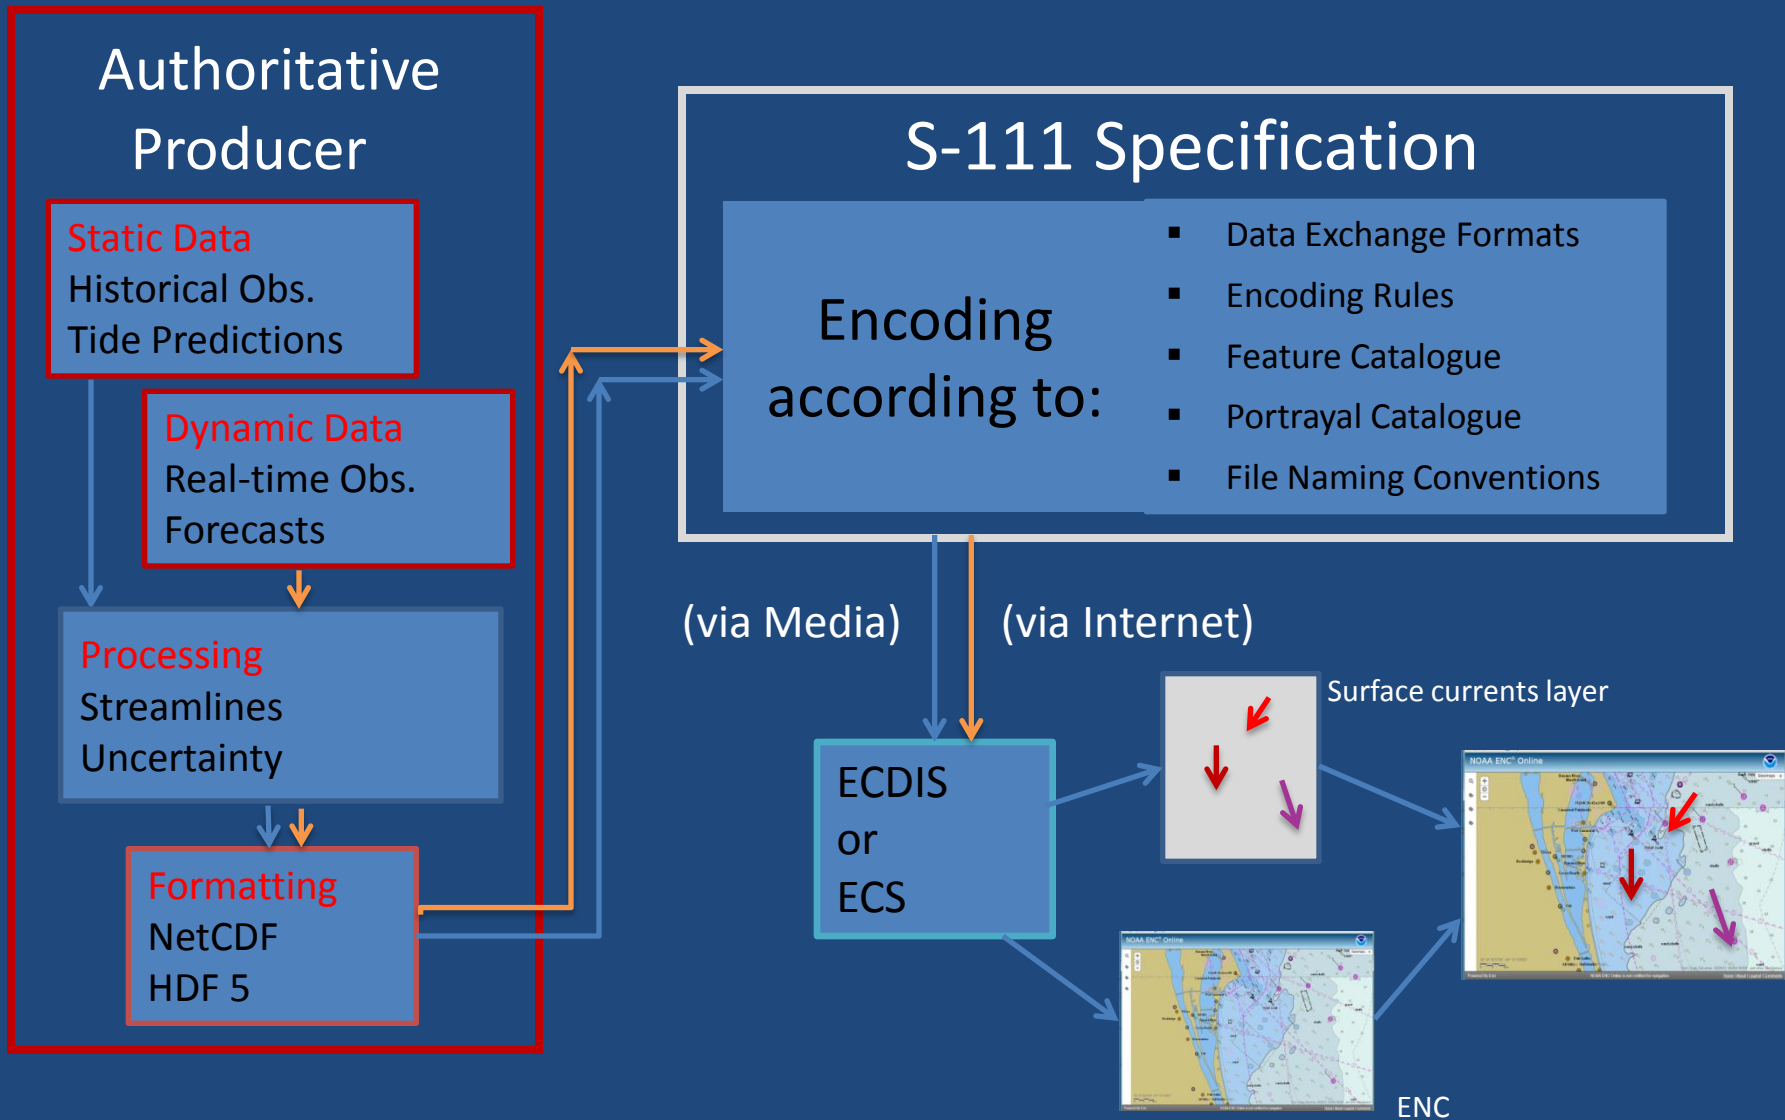 Authoritative
Producer
Static Data
Historical Obs.
Tide Predictions
Dynamic Data
Real-time Obs.
Forecasts
Processing
Streamlines
Uncertainty
Formatting
NetCDF
HDF 5
S-111 Specification
Encoding
according to:
▪ Data Exchange Formats
▪ Encoding Rules
▪ Feature Catalogue
▪ Portrayal Catalogue
▪ File Naming Conventions
(via Media)
(via Internet)
ECDIS
or
ECS
Surface currents layer
NOAA ENC® Online
NOAA ENC® Online
ENC